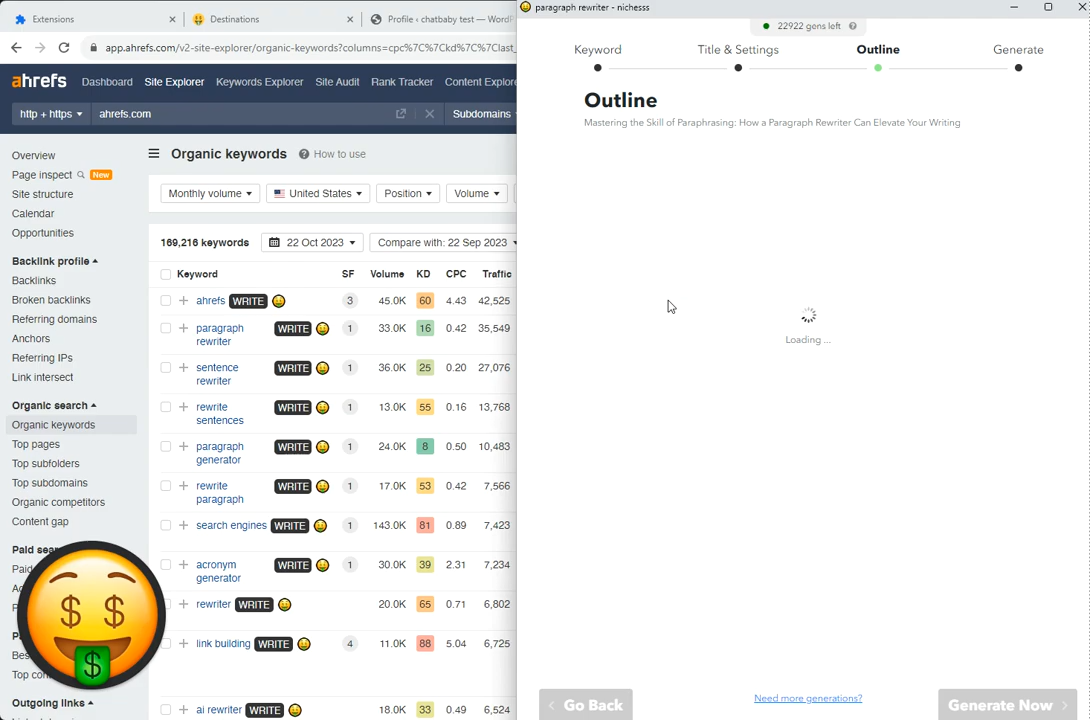 Extensions
Destinations
Profile ‹ chatbaby test — WordP
paragraph rewriter - nichesss
app.ahrefs.com/v2-site-explorer/organic-keywords?columns=cpc%7C%7Ckd%7C%7Clast_
22922 gens left
ahrefs Dashboard Site Explorer Keywords Explorer Site Audit Rank Tracker Content Explore
http + https ahrefs.com Subdomains
Keyword Title & Settings Outline Generate
Outline
Mastering the Skill of Paraphrasing: How a Paragraph Rewriter Can Elevate Your Writing
Loading ...
Need more generations?
Go Back
Generate Now
Overview
Page inspect New
Site structure
Calendar
Opportunities
Backlink profile
Backlinks
Broken backlinks
Referring domains
Anchors
Referring IPs
Link intersect
Organic search
Organic keywords
Top pages
Top subfolders
Top subdomains
Organic competitors
Content gap
Paid sea
Paid
Bes
Top con
Outgoing links
Organic keywords How to use
Monthly volume United States Position Volume
169,216 keywords 22 Oct 2023 Compare with: 22 Sep 2023
Keyword SF Volume KD CPC Traffic
ahrefs WRITE 3 45.0K 60 4.43 42,525
paragraph WRITE 1 33.0K 16 0.42 35,549
rewriter
sentence WRITE 1 36.0K 25 0.20 27,076
rewriter
rewrite WRITE 1 13.0K 55 0.16 13,768
sentences
paragraph WRITE 1 24.0K 8 0.50 10,483
generator
rewrite WRITE 1 17.0K 53 0.42 7,566
paragraph
search engines WRITE 1 143.0K 81 0.89 7,423
acronym WRITE 1 30.0K 39 2.31 7,234
generator
rewriter WRITE 20.0K 65 0.71 6,802
link building WRITE 4 11.0K 88 5.04 6,725
ai rewriter WRITE 18.0K 33 0.49 6,524